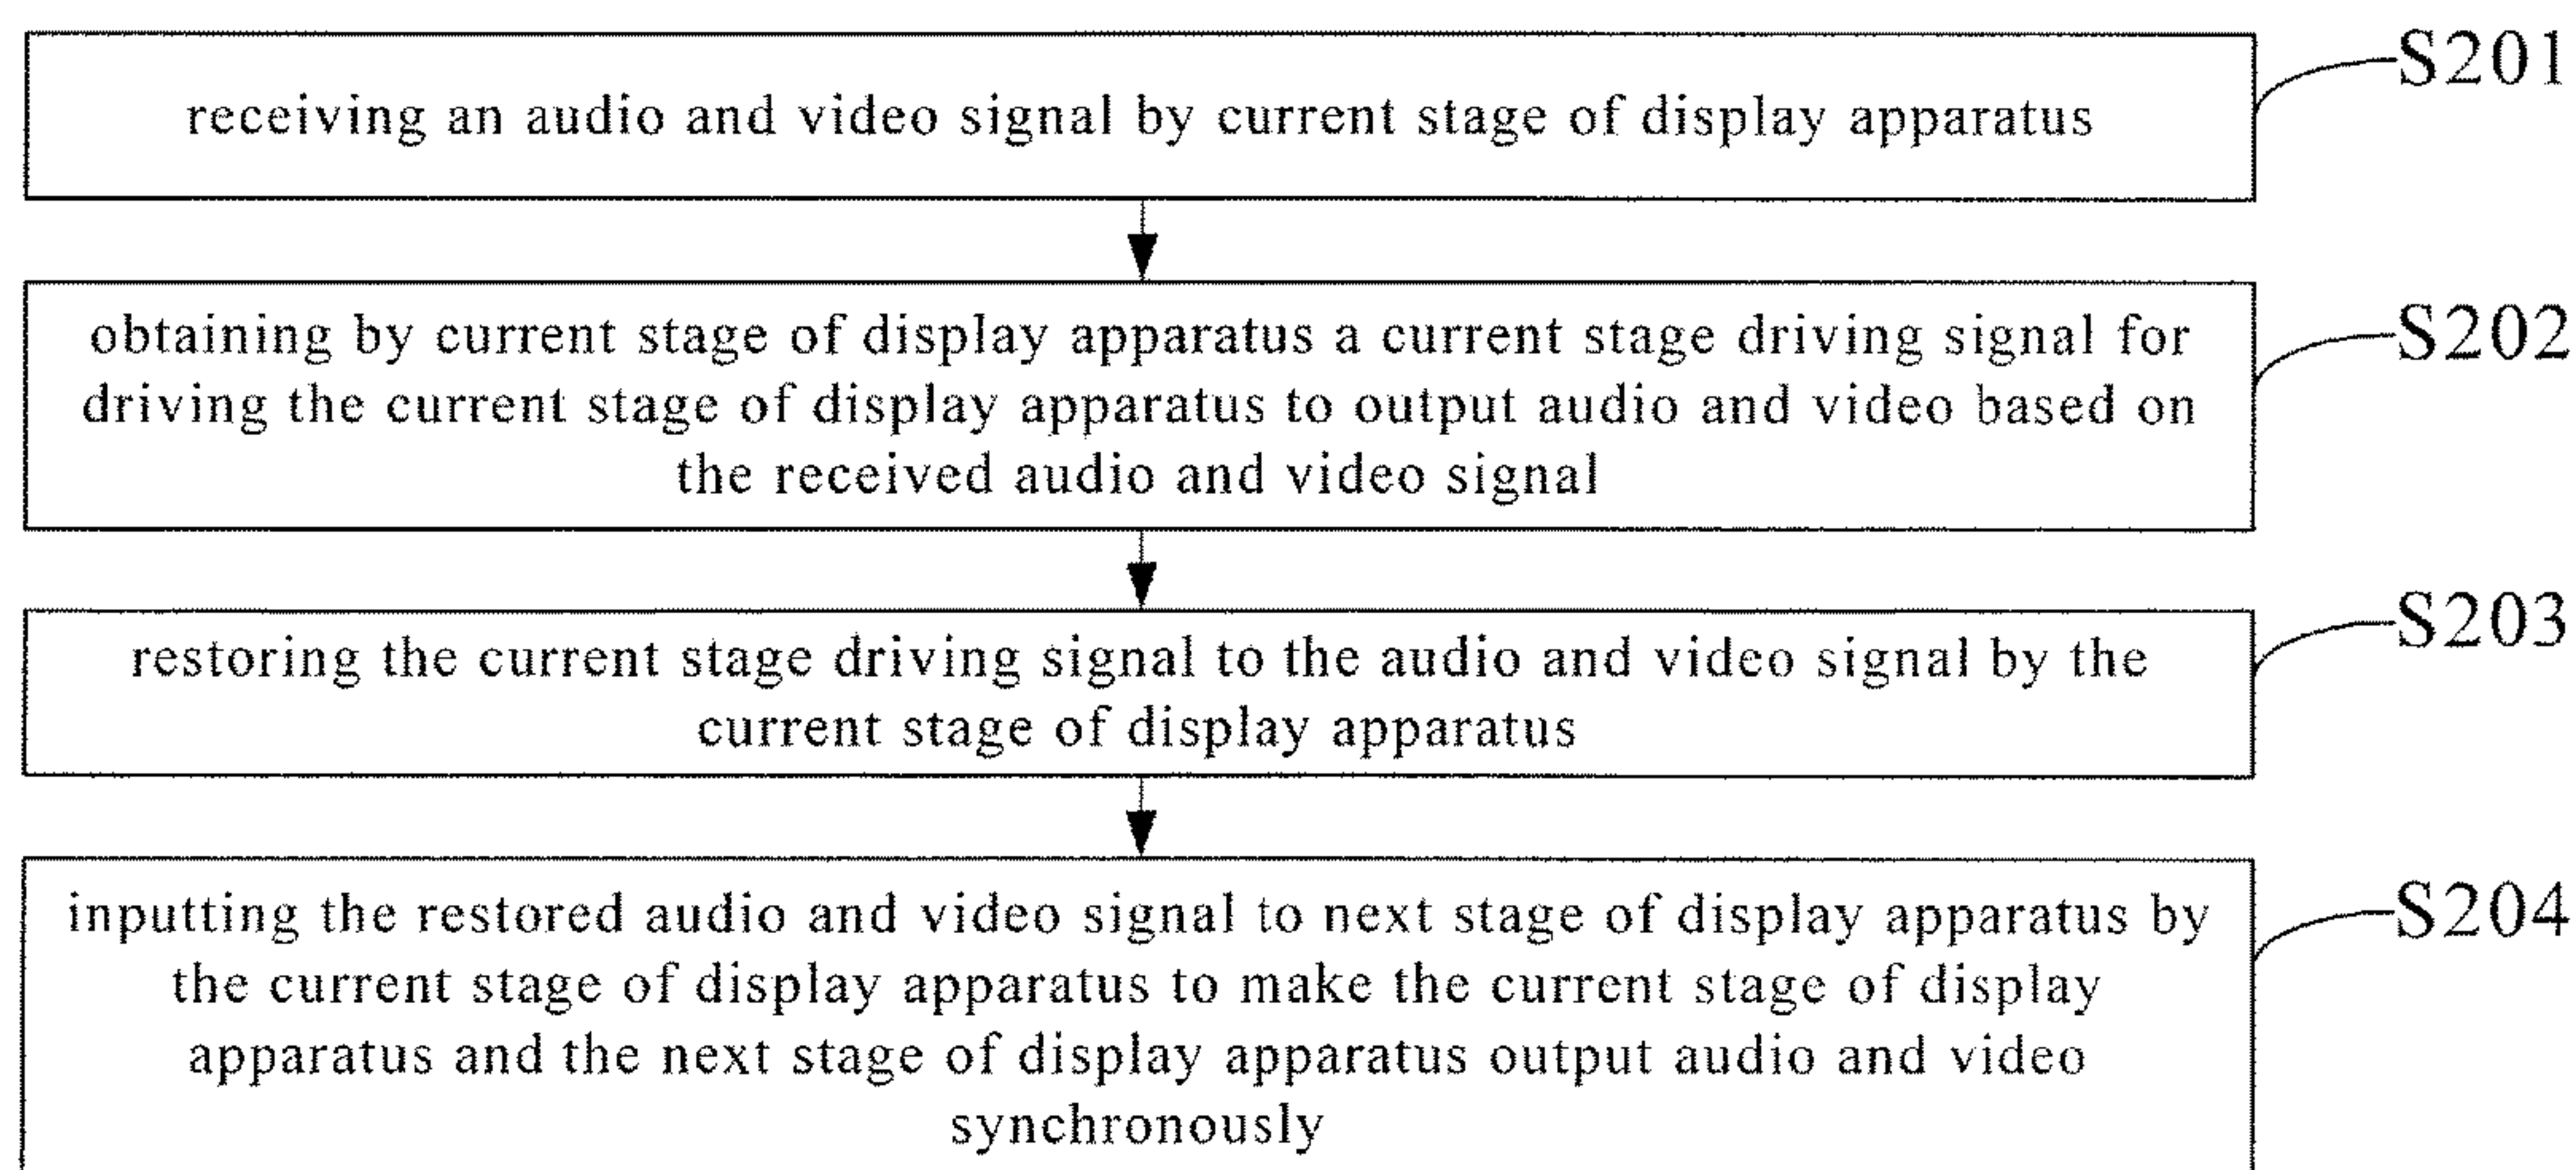 S201
receiving an audio and video signal by current stage of display apparatus
S202
obtaining by current stage of display apparatus a current stage driving signal for
driving the current stage of display apparatus to output audio and video based on
the received audio and video signal
S203
restoring the current stage driving signal to the audio and video signal by the
current stage of display apparatus
S204
inputting the restored audio and video signal to next stage of display apparatus by
the current stage of display apparatus to make the current stage of display
apparatus and the next stage of display apparatus output audio and video
synchronously